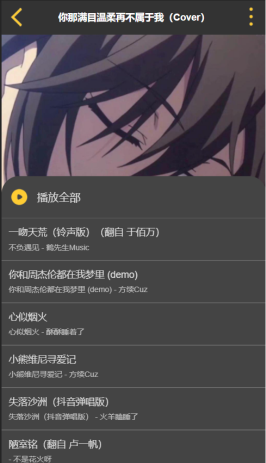 你那满目温柔再不属于我（Cover）
播放全部
一吻天荒（铃声版）（翻自 于佰万）
不负遇见 - 鹤先生Music
你和周杰伦都在我梦里 (demo)
你和周杰伦都在我梦里 (demo) - 方续Cuz
心似烟火
心似烟火 - 酥酥睡着了
小熊维尼寻爱记
小熊维尼寻爱记 - 方续Cuz
失落沙洲（抖音弹唱版）
失落沙洲（抖音弹唱版） - 火羊瞌睡了
陋室铭（翻自 卢一帆）
- 不是花火呀